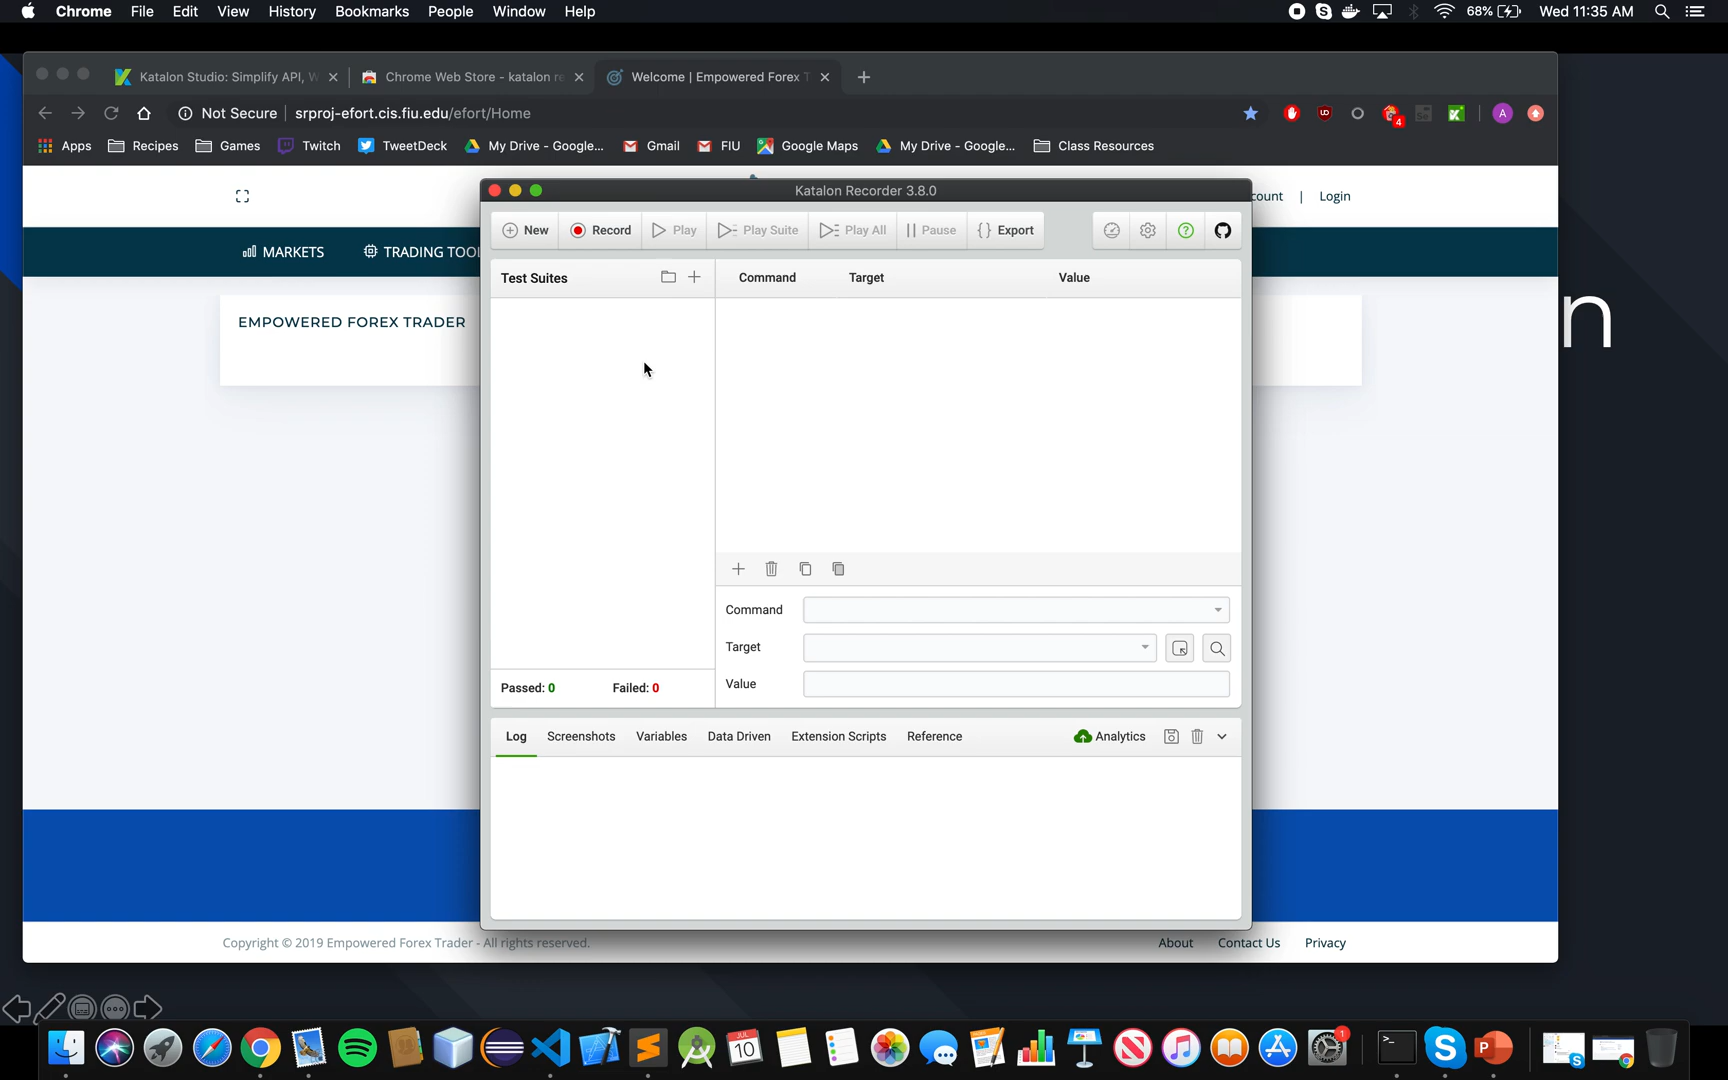 Chrome File Edit View History Bookmarks People Window Help 68% Wed 11:35 AM
Katalon Studio: Simplify API, W Chrome Web Store - katalon re Welcome | Empowered Forex T
Not Secure srproj-efort.cis.fiu.edu/efort/Home 4 A
Apps Recipes Games Twitch TweetDeck My Drive - Google... Gmail FIU Google Maps My Drive - Google... Class Resources
count | Login
MARKETS TRADING TOOL
EMPOWERED FOREX TRADER
n
Katalon Recorder 3.8.0
New Record Play Play Suite Play All Pause Export
Test Suites Command Target Value
Command
Target
Value
Passed: 0 Failed: 0
Log Screenshots Variables Data Driven Extension Scripts Reference Analytics
Copyright © 2019 Empowered Forex Trader - All rights reserved. About Contact Us Privacy
JUL
10
1